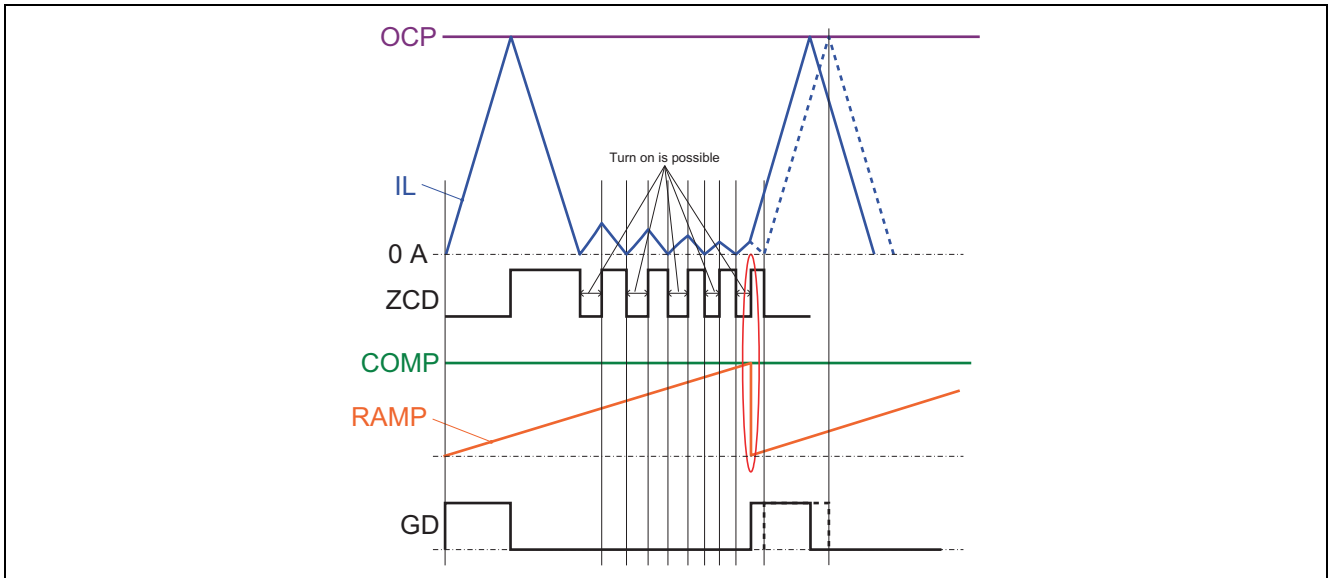 OCP
Turn on is possible
IL
0 A
ZCD
COMP
RAMP
GD